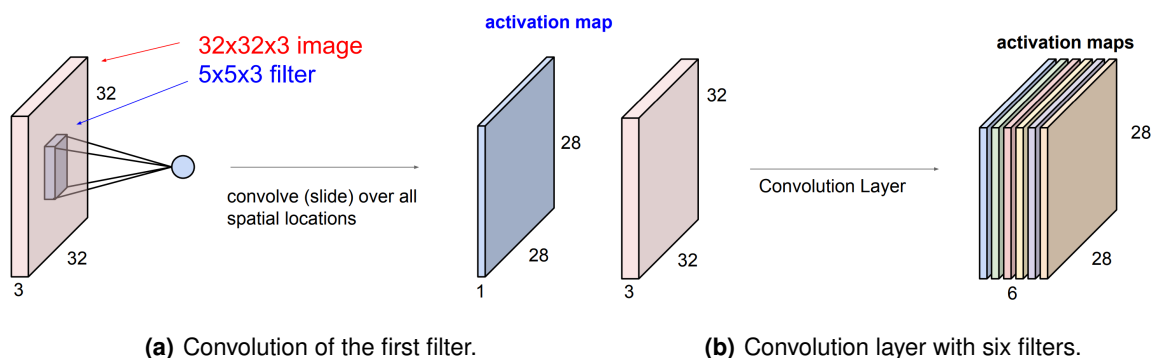 32x32x3 image
5x5x3 filter
32
32
3
convolve (slide) over all
spatial locations
activation map
28
28
1
(a) Convolution of the first filter.
32
32
3
Convolution Layer
activation maps
28
28
6
(b) Convolution layer with six filters.